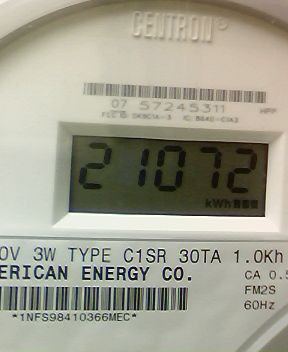 CENTRON®
07 57245311
21072
kWh
0V 3W TYPE C1SR 30TA 1.0Kh
ERICAN ENERGY CO.
CA 0.5
FM2S
60Hz
*1NFS98410366MEC*